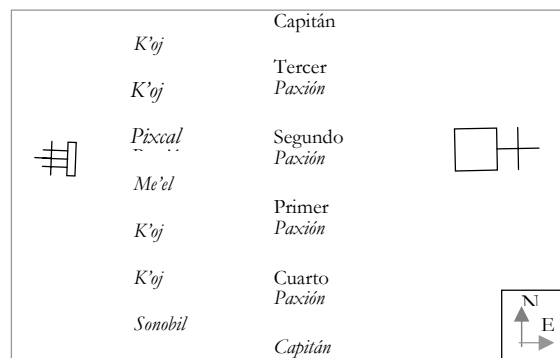 Capitán
K'oj
Tercer
Paxión
K'oj
Pixcal
Segundo
Paxión
Me'el
Primer
Paxión
K'oj
Cuarto
Paxión
K'oj
Sonobil
Capitán
N
E